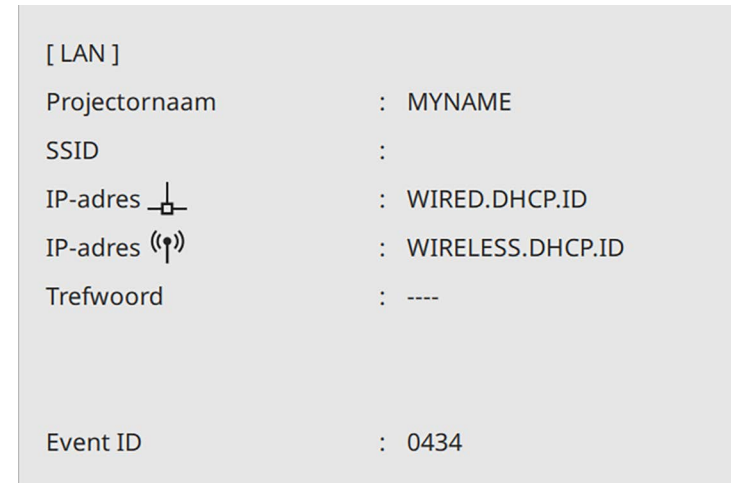 [ LAN ]
Projectornaam : MYNAME
SSID :
IP-adres : WIRED.DHCP.ID
IP-adres : WIRELESS.DHCP.ID
Trefwoord : ----
Event ID : 0434